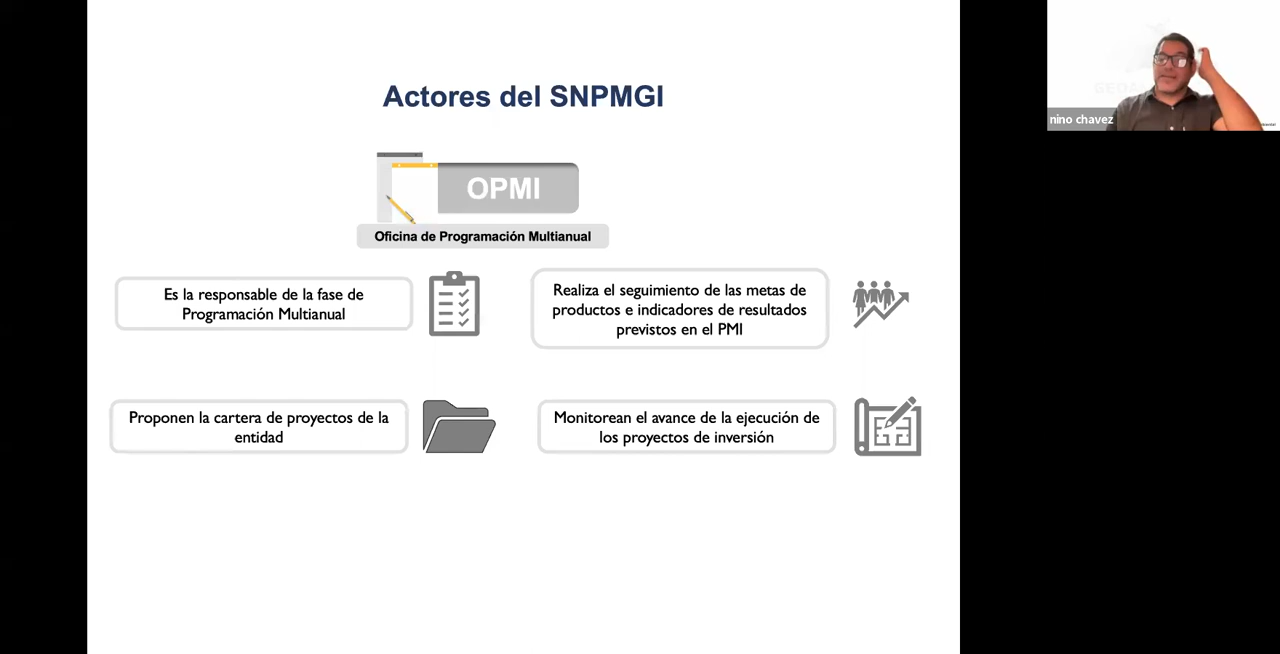 Actores del SNPMGI
OPMI
Oficina de Programación Multianual
Es la responsable de la fase de
Programación Multianual
Realiza el seguimiento de las metas de
productos e indicadores de resultados
previstos en el PMI
Proponen la cartera de proyectos de la
entidad
Monitorean el avance de la ejecución de
los proyectos de inversión
nino chavez